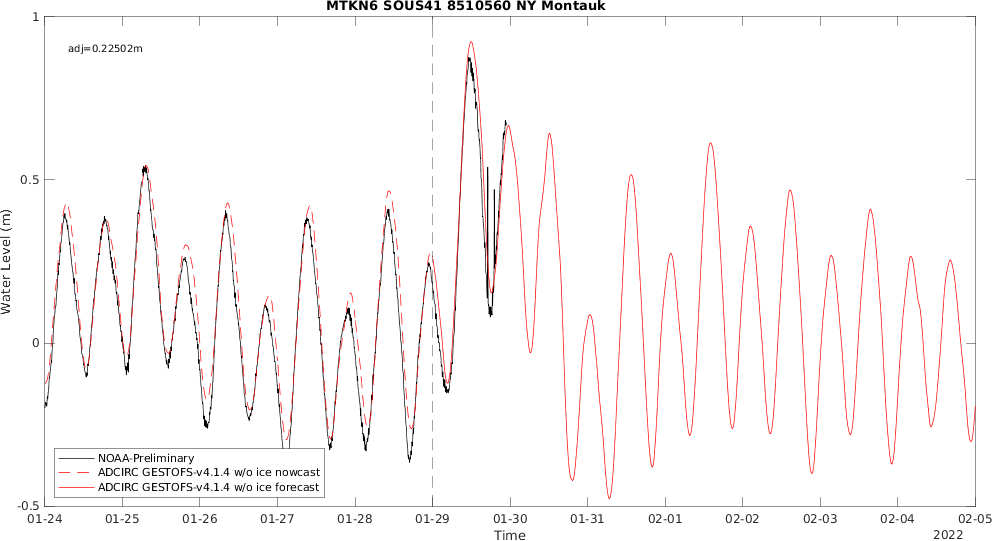 MTKN6 SOUS41 8510560 NY Montauk
adj=0.22502m
Water Level (m)
1
0.5
0
-0.5
NOAA-Preliminary
ADCIRC GESTOFS-v4.1.4 w/o ice nowcast
ADCIRC GESTOFS-v4.1.4 w/o ice forecast
01-24 01-25 01-26 01-27 01-28 01-29 01-30 01-31 02-01 02-02 02-03 02-04 02-05
Time
2022